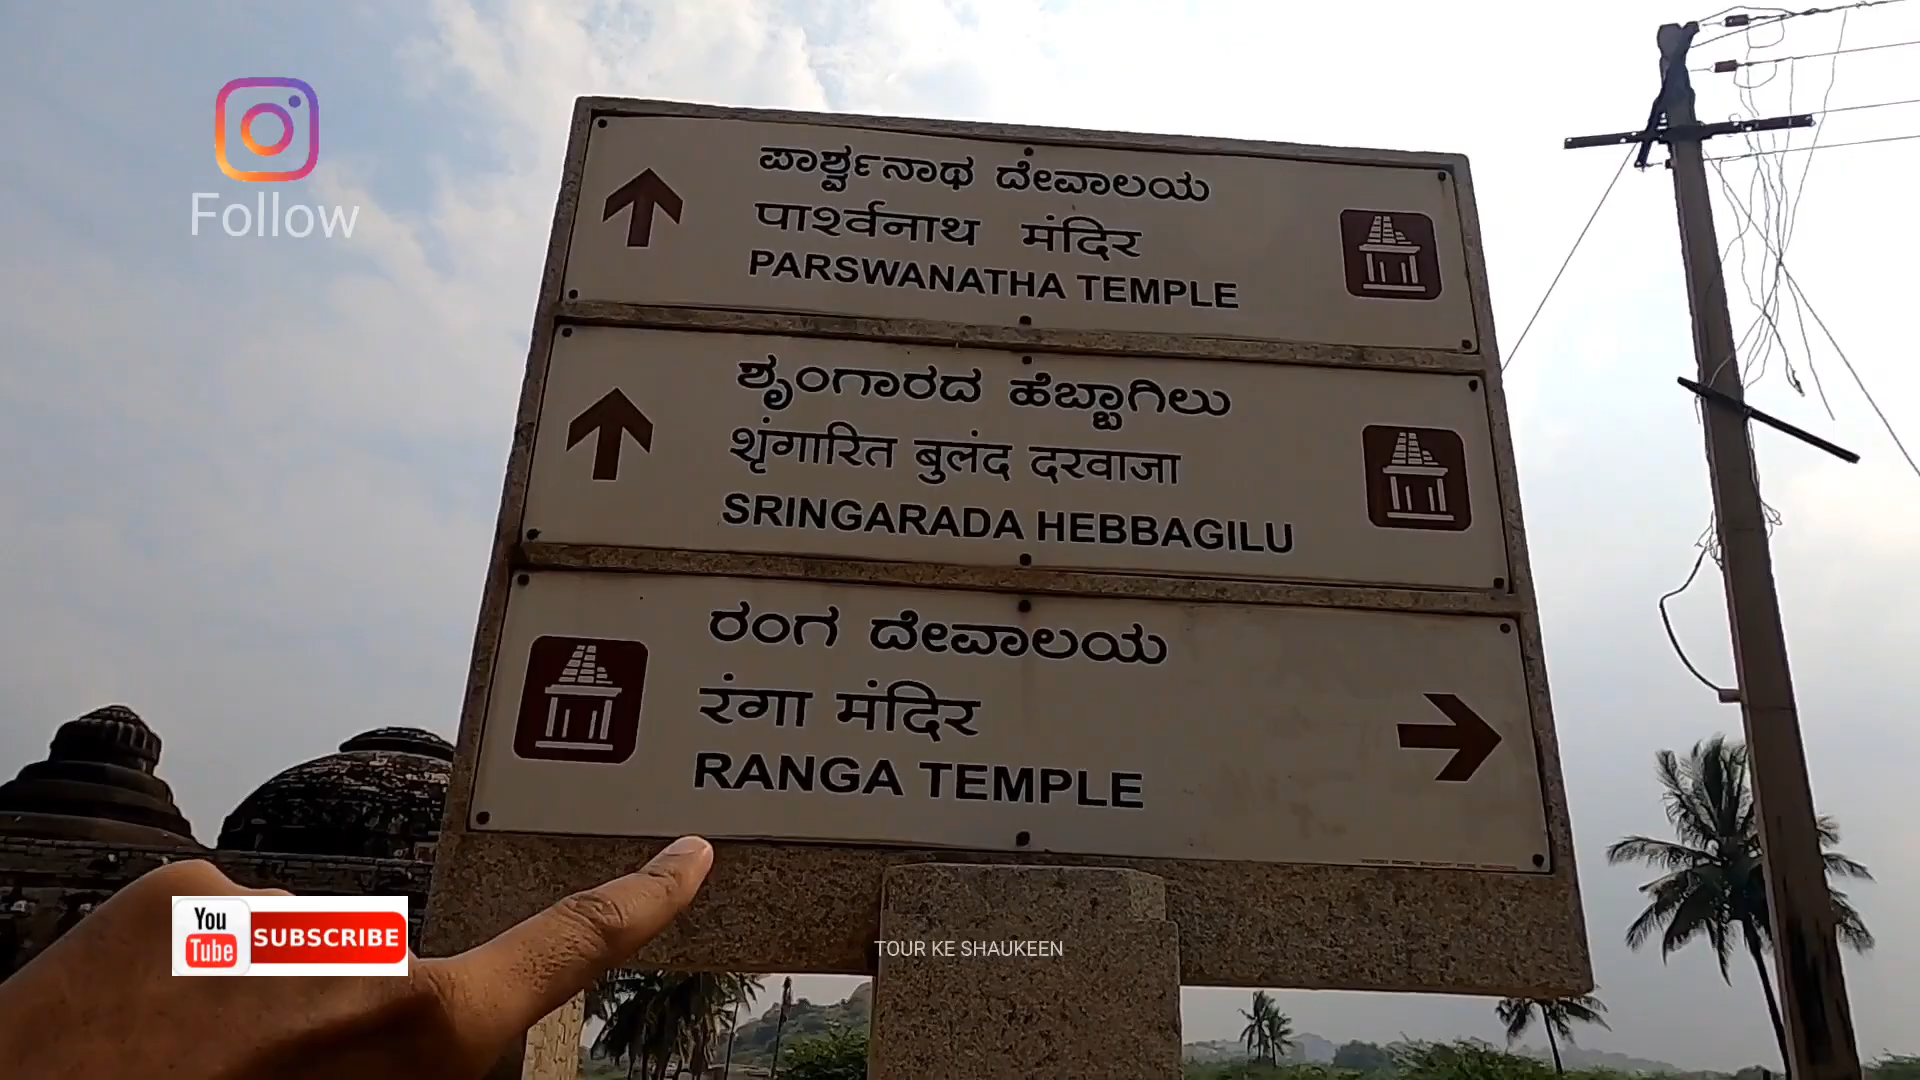 Follow
ಪಾರ್ಶ್ವನಾಥ ದೇವಾಲಯ
पार्श्वनाथ मंदिर
PARSWANATHA TEMPLE
ಶೃಂಗಾರದ ಹೆಬ್ಬಾಗಿಲು
शृंगारित बुलंद दरवाजा
SRINGARADA HEBBAGILU
ರಂಗ ದೇವಾಲಯ
रंगा मंदिर
RANGA TEMPLE
You Tube SUBSCRIBE
TOUR KE SHAUKEEN